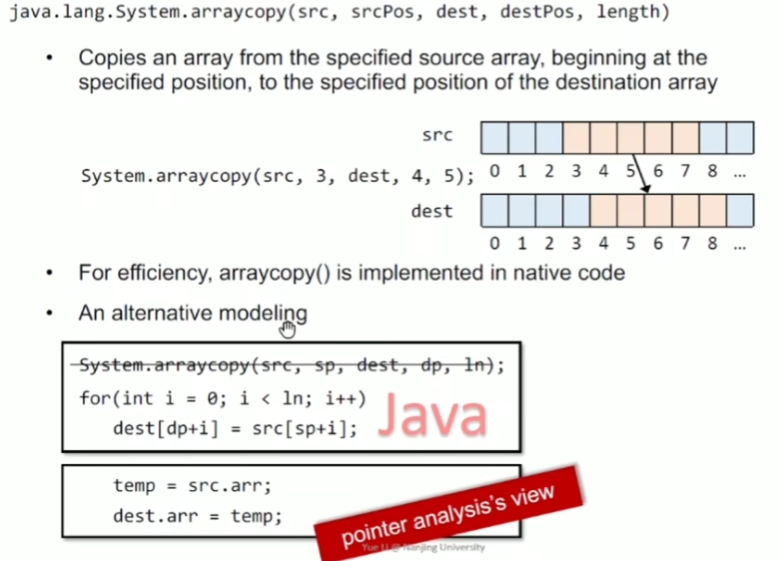 java.lang.System.arraycopy(src, srcPos, dest, destPos, length)
• Copies an array from the specified source array, beginning at the
specified position, to the specified position of the destination array
src
System.arraycopy(src, 3, dest, 4, 5);
0 1 2 3 4 5 6 7 8 ...
dest
0 1 2 3 4 5 6 7 8 ...
• For efficiency, arraycopy() is implemented in native code
• An alternative modeling
System.arraycopy(src, sp, dest, dp, ln);
for(int i = 0; i < ln; i++)
dest[dp+i] = src[sp+i];
Java
temp = src.arr;
dest.arr = temp;
pointer analysis's view
Yue @ Nanjing University